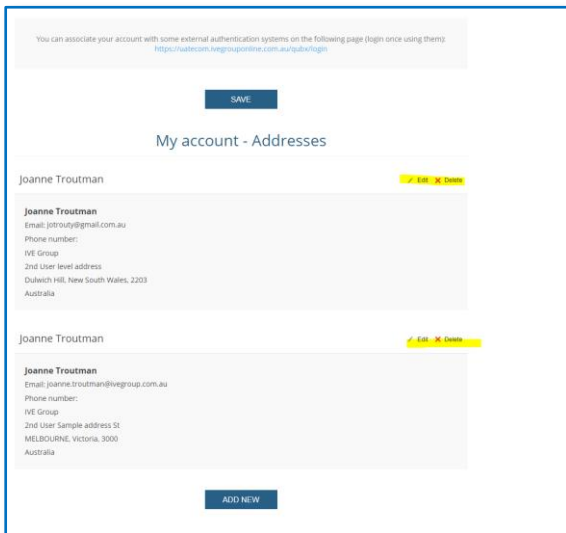 You can associate your account with some external authentication systems on the following page (login once using them):
https://uatecom.ivegrouponline.com.au/qubx/login
SAVE
My account - Addresses
Joanne Troutman
Edit Delete
Joanne Troutman
Email: jotrouty@gmail.com.au
Phone number:
IVE Group
2nd User level address
Dulwich Hill, New South Wales, 2203
Australia
Joanne Troutman
Edit Delete
Joanne Troutman
Email: joanne.troutman@ivegroup.com.au
Phone number:
IVE Group
2nd User Sample address St
MELBOURNE, Victoria, 3000
Australia
ADD NEW